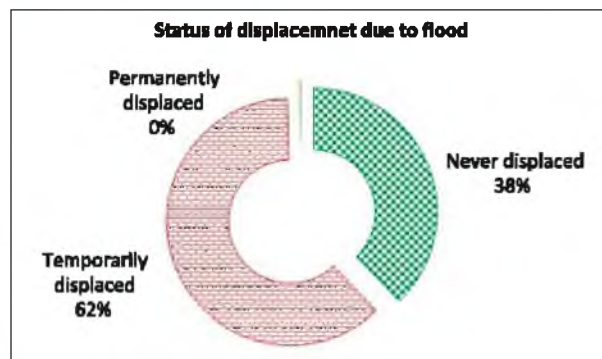 Status of displacemnet due to flood
Permanently
displaced
0%
Never displaced
38%
Temporarily
displaced
62%